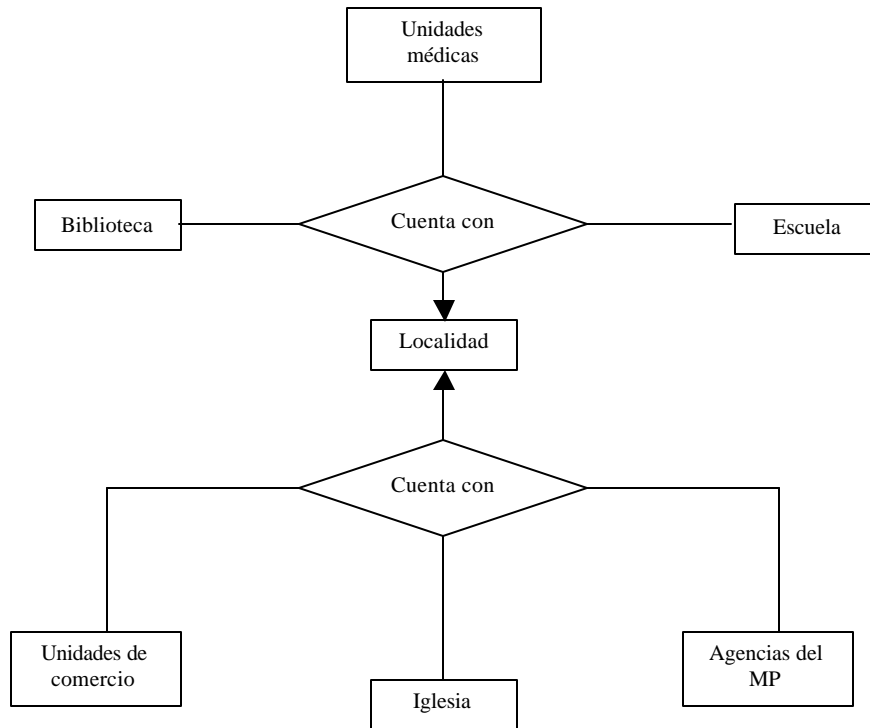 Unidades
médicas
Biblioteca
Cuenta con
Escuela
Localidad
Cuenta con
Unidades de
comercio
Iglesia
Agencias del
MP